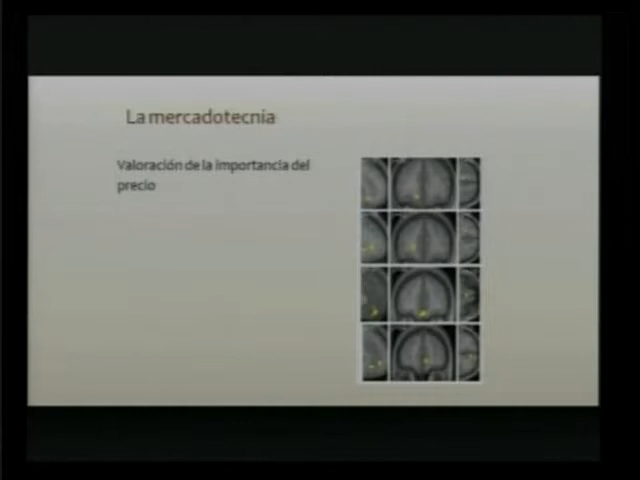 La mercadotecnia
Valoración de la importancia del
precio